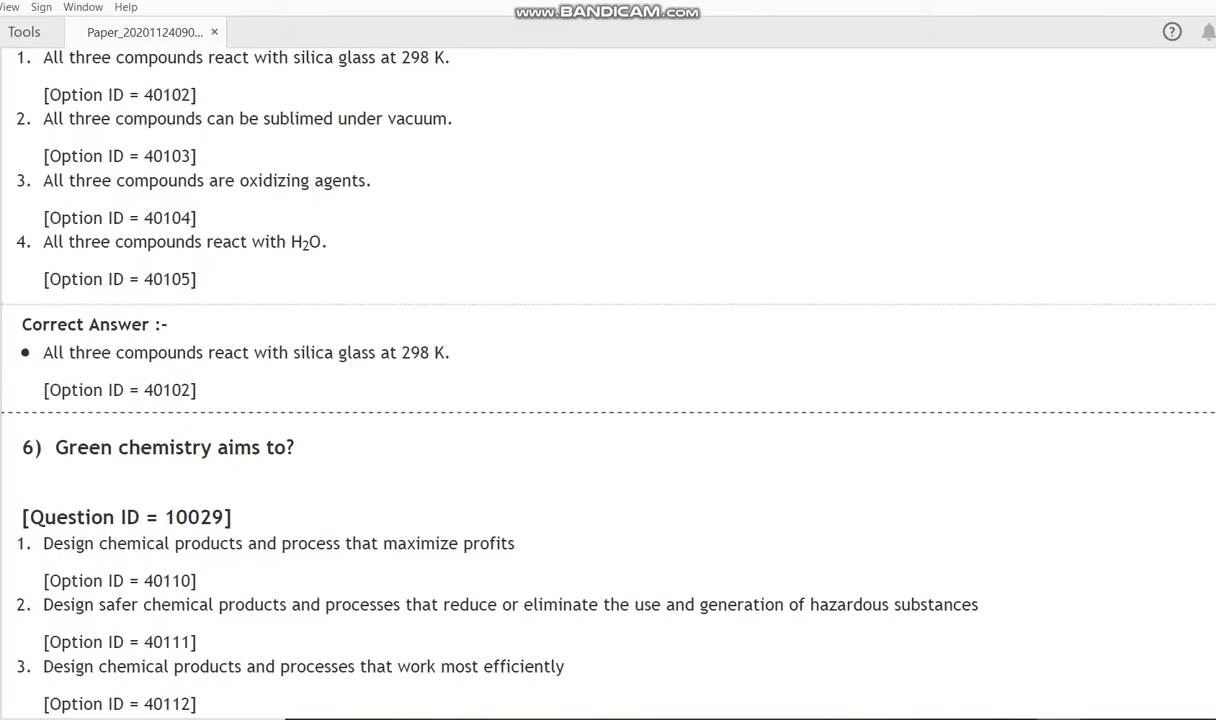 View Sign Window Help
www.BANDICAM.com
Tools Paper_20201124090... × ?
1. All three compounds react with silica glass at 298 K.
[Option ID = 40102]
2. All three compounds can be sublimed under vacuum.
[Option ID = 40103]
3. All three compounds are oxidizing agents.
[Option ID = 40104]
4. All three compounds react with H₂O.
[Option ID = 40105]
Correct Answer :-
• All three compounds react with silica glass at 298 K.
[Option ID = 40102]
6) Green chemistry aims to?
[Question ID = 10029]
1. Design chemical products and process that maximize profits
[Option ID = 40110]
2. Design safer chemical products and processes that reduce or eliminate the use and generation of hazardous substances
[Option ID = 40111]
3. Design chemical products and processes that work most efficiently
[Option ID = 40112]